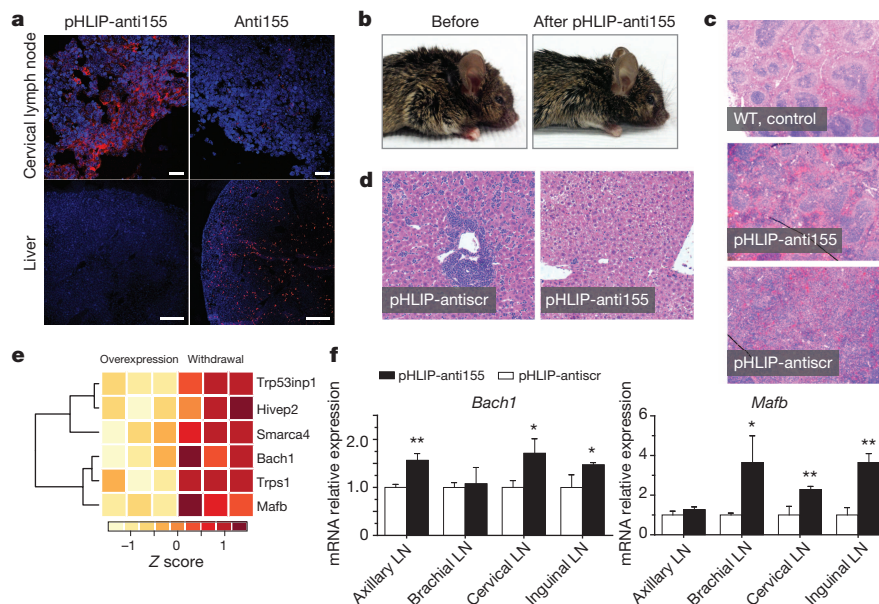 a
pHLIP-anti155
Anti155
Cervical lymph node
Liver
b
Before
After pHLIP-anti155
c
WT, control
pHLIP-anti155
pHLIP-antiscr
d
pHLIP-antiscr
pHLIP-anti155
e
Overexpression
Withdrawal
Trp53inp1
Hivep2
Smarca4
Bach1
Trps1
Mafb
−1
0
1
Z score
f
pHLIP-anti155
pHLIP-antiscr
Bach1
mRNA relative expression
2.0
1.0
0
**
*
*
Axillary LN
Brachial LN
Cervical LN
Inguinal LN
Mafb
mRNA relative expression
6
5
4
3
2
1
0
*
**
**
Axillary LN
Brachial LN
Cervical LN
Inguinal LN